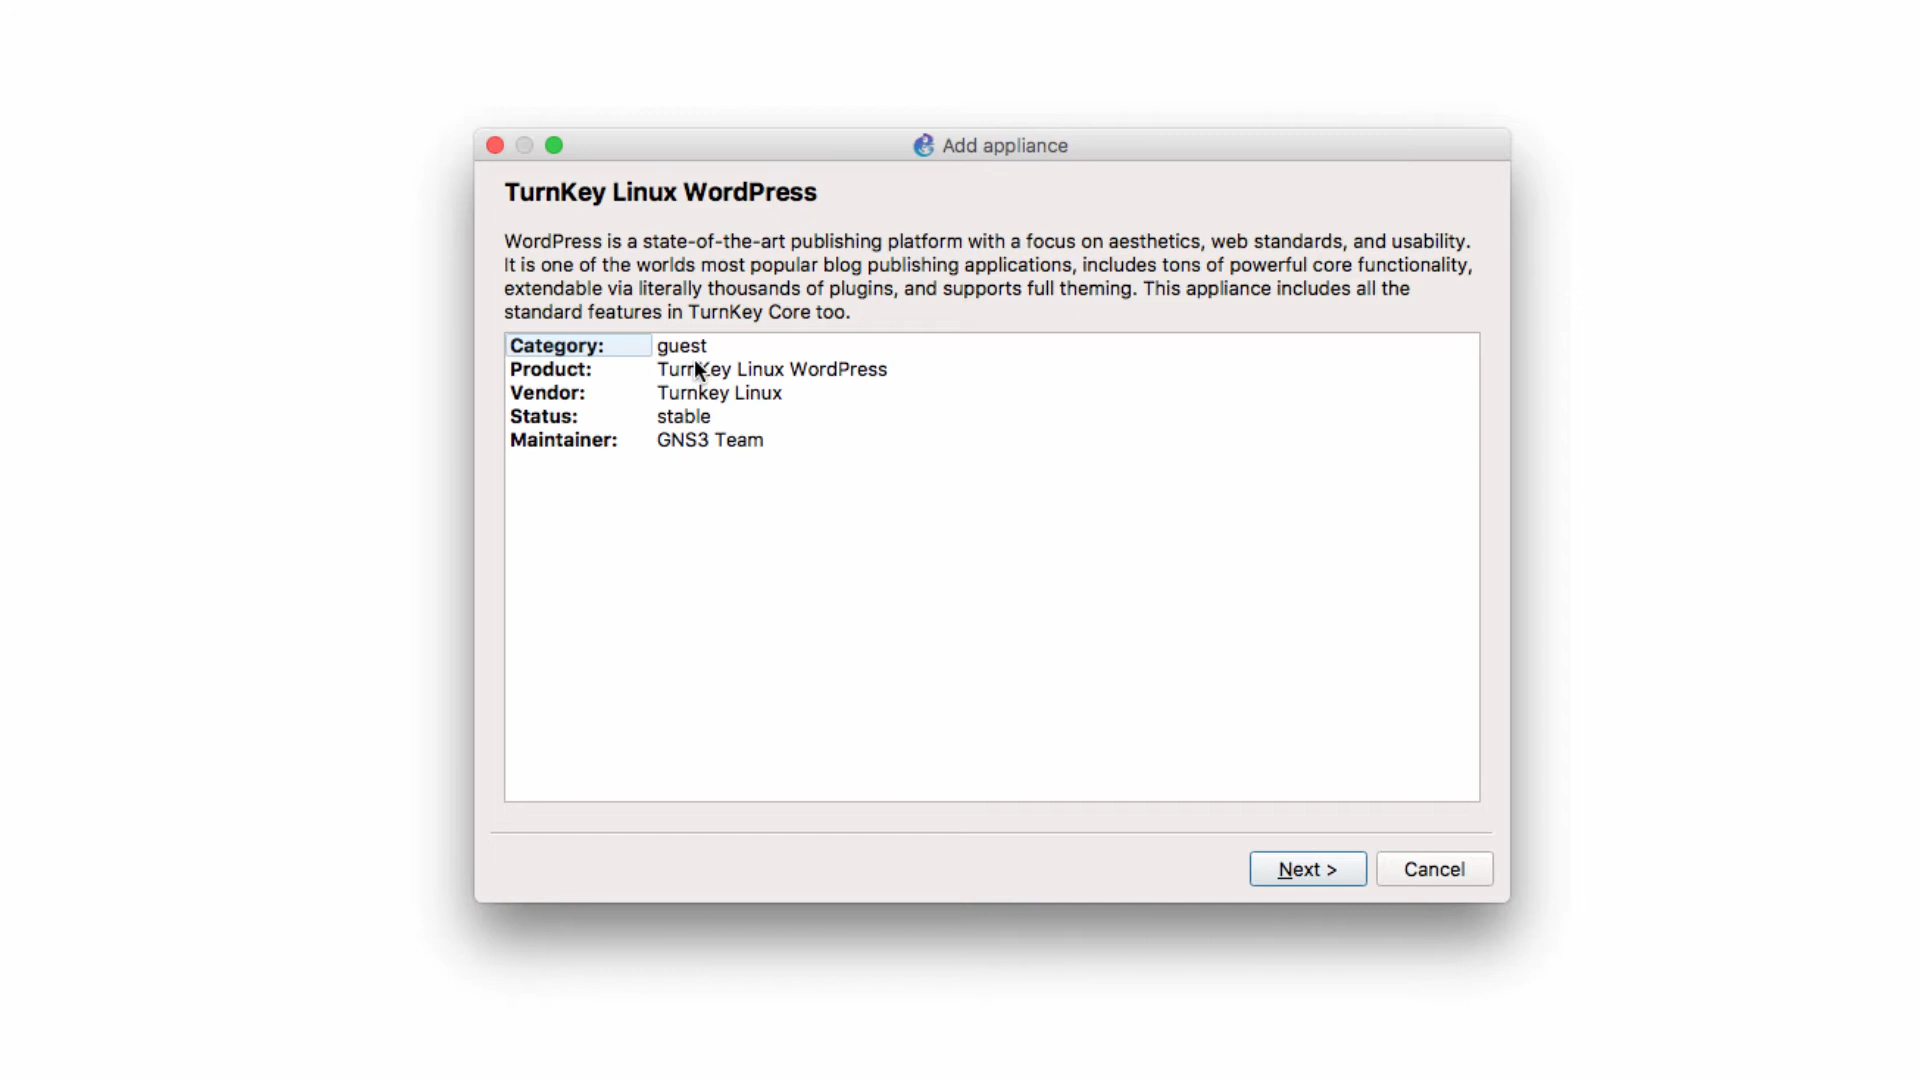 Add appliance
TurnKey Linux WordPress
WordPress is a state-of-the-art publishing platform with a focus on aesthetics, web standards, and usability.
It is one of the worlds most popular blog publishing applications, includes tons of powerful core functionality,
extendable via literally thousands of plugins, and supports full theming. This appliance includes all the
standard features in TurnKey Core too.
Category: guest
Product: TurnKey Linux WordPress
Vendor: Turnkey Linux
Status: stable
Maintainer: GNS3 Team
Next > Cancel